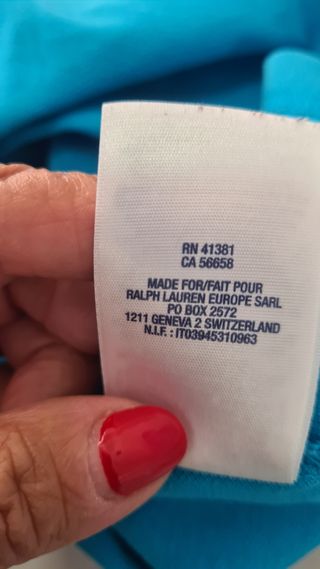 RN 41381
CA 56658
MADE FOR/FAIT POUR
RALPH LAUREN EUROPE SARL
PO BOX 2572
1211 GENEVA 2 SWITZERLAND
N.I.F. : IT03945310963